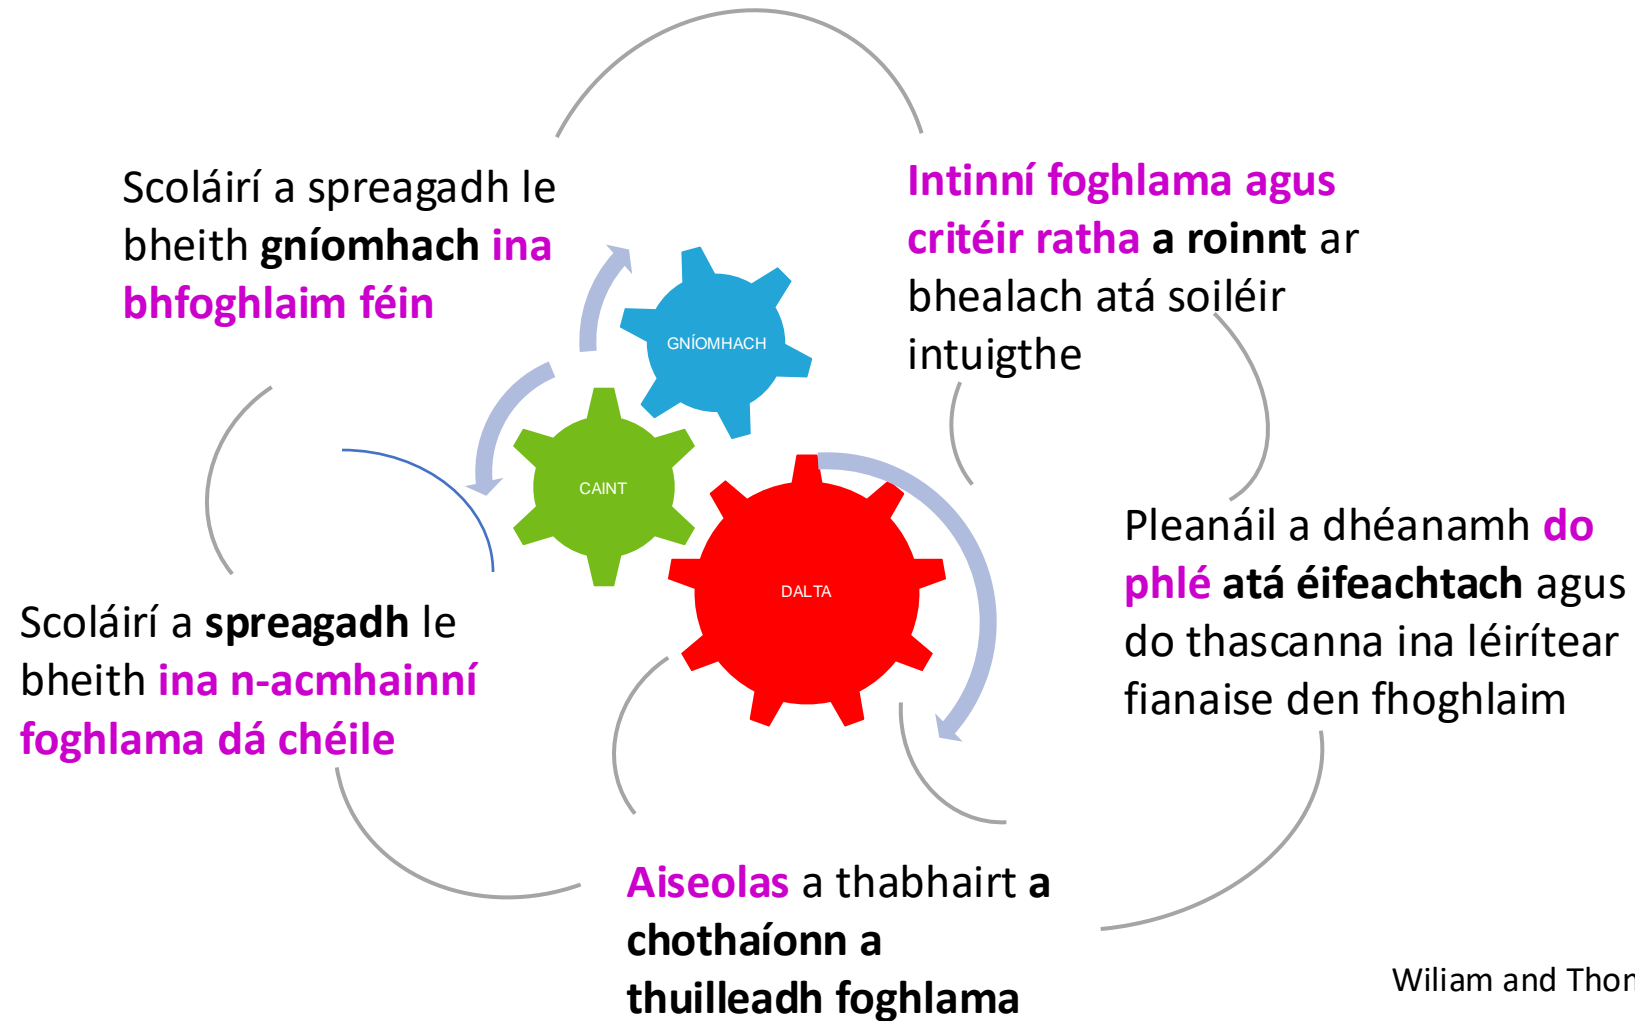 Scoláirí a spreagadh le
bheith gníomhach ina
bhfoghlaim féin
Intinní foghlama agus
critéir ratha a roinnt ar
bhealach atá soiléir
intuigthe
GNÍOMHACH
CAINT
DALTA
Pleanáil a dhéanamh do
phlé atá éifeachtach agus
do thascanna ina léirítear
fianaise den fhoghlaim
Scoláirí a spreagadh le
bheith ina n-acmhainní
foghlama dá chéile
Aiseolas a thabhairt a
chothaíonn a
thuilleadh foghlama
Wiliam and